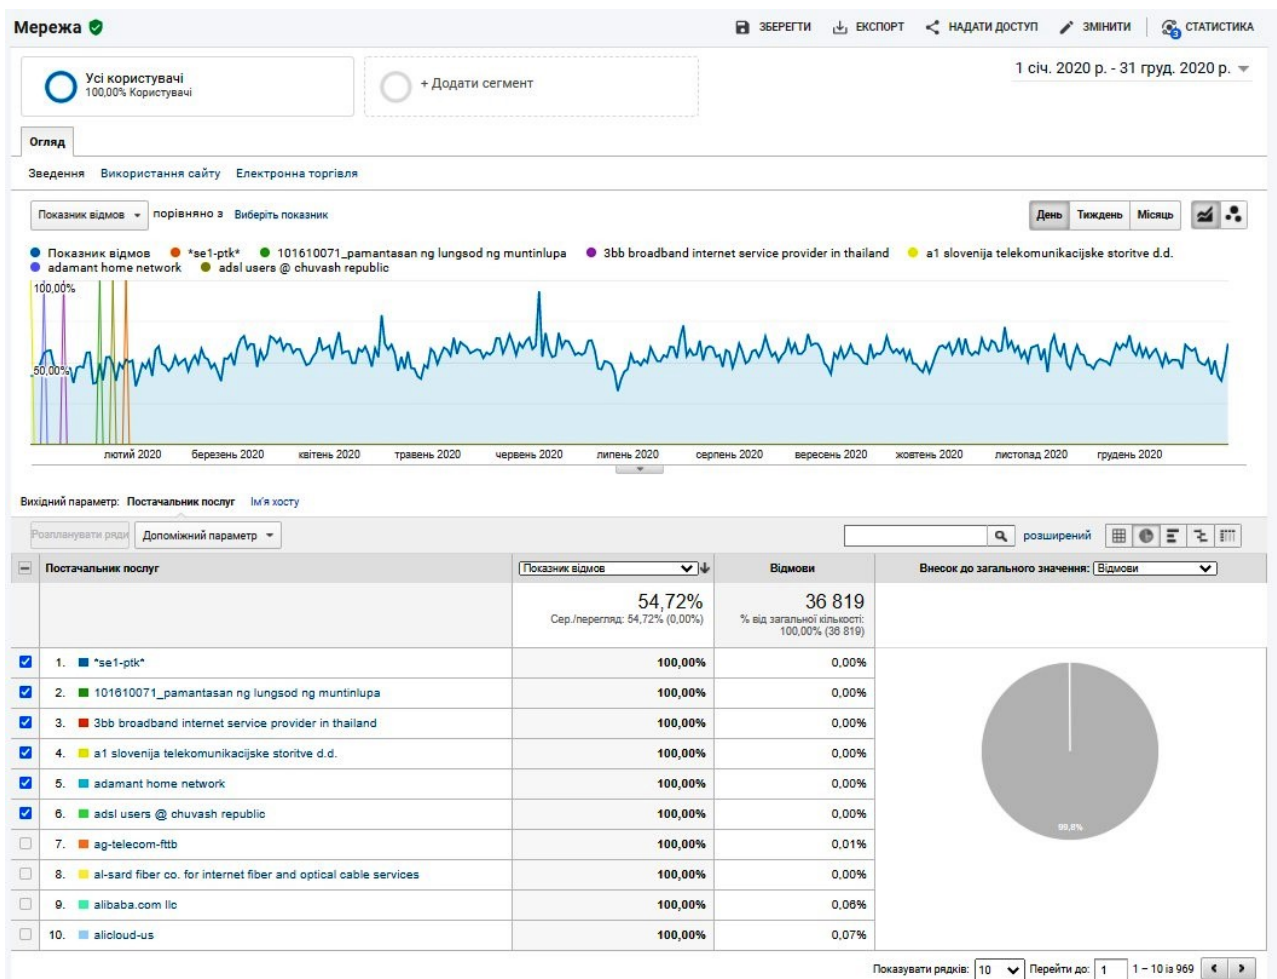 Мережа
ЗБЕРЕГТИ ЕКСПОРТ НАДАТИ ДОСТУП ЗМІНИТИ 3 СТАТИСТИКА
Усі користувачі
100,00% Користувачі
+ Додати сегмент
1 січ. 2020 р. - 31 груд. 2020 р.
Огляд
Зведення Використання сайту Електронна торгівля
Показник відмов порівняно з Виберіть показник
День Тиждень Місяць
Показник відмов *se1-ptk* 101610071_pamantasan ng lungsod ng muntinlupa 3bb broadband internet service provider in thailand a1 slovenija telekomunikacijske storitve d.d.
adamant home network adsl users @ chuvash republic
100,00%
50,00%
лютий 2020 березень 2020 квітень 2020 травень 2020 червень 2020 липень 2020 серпень 2020 вересень 2020 жовтень 2020 листопад 2020 грудень 2020
Вихідний параметр: Постачальник послуг Ім'я хосту
Розпланувати ряди Допоміжний параметр
розширений
Постачальник послуг Показник відмов Відмови Внесок до загального значення: Відмови
54,72% 36 819
Сер./перегляд: 54,72% (0,00%) % від загальної кількості:
100,00% (36 819)
1. *se1-ptk* 100,00% 0,00%
2. 101610071_pamantasan ng lungsod ng muntinlupa 100,00% 0,00%
3. 3bb broadband internet service provider in thailand 100,00% 0,00%
4. a1 slovenija telekomunikacijske storitve d.d. 100,00% 0,00%
5. adamant home network 100,00% 0,00%
6. adsl users @ chuvash republic 100,00% 0,00%
99,8%
7. ag-telecom-fttb 100,00% 0,01%
8. al-sard fiber co. for internet fiber and optical cable services 100,00% 0,00%
9. alibaba.com llc 100,00% 0,06%
10. alicloud-us 100,00% 0,07%
Показувати рядків: 10 Перейти до: 1 1 – 10 із 969